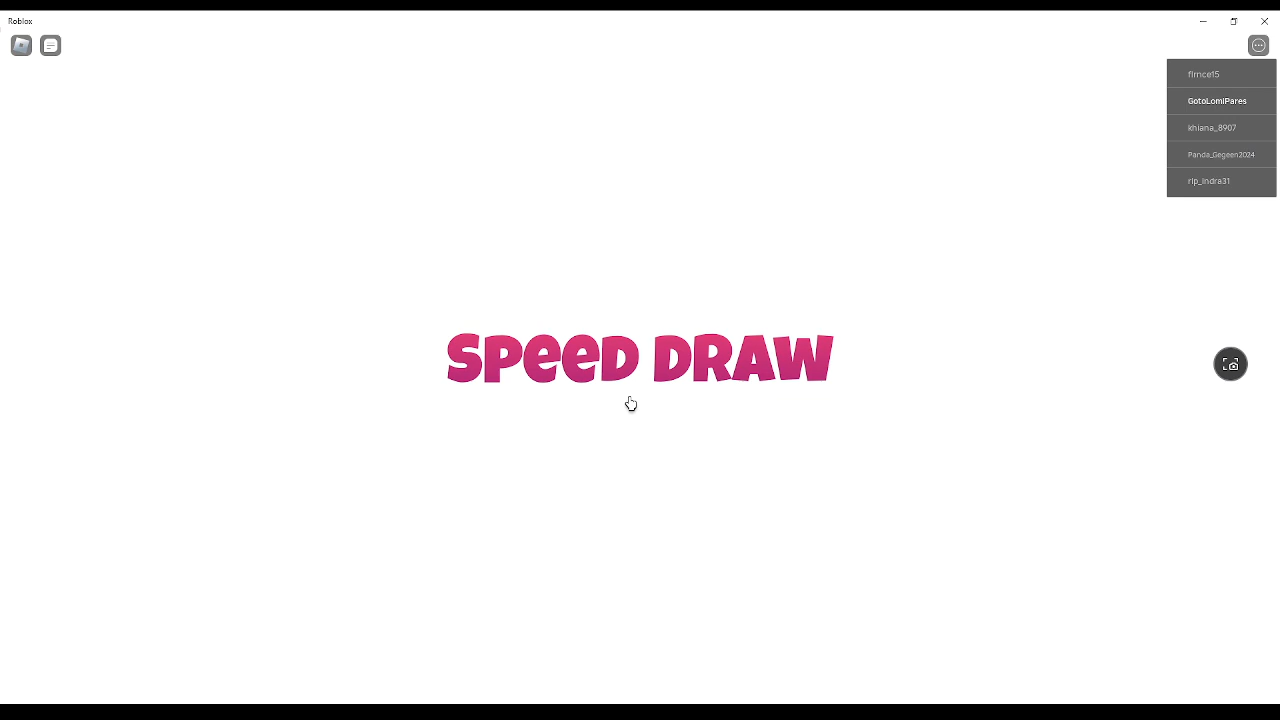 Roblox
flrnce15
GotoLomiPares
khiana_8907
Panda_Gegeen2024
rip_indra31
SPeeD DRAW